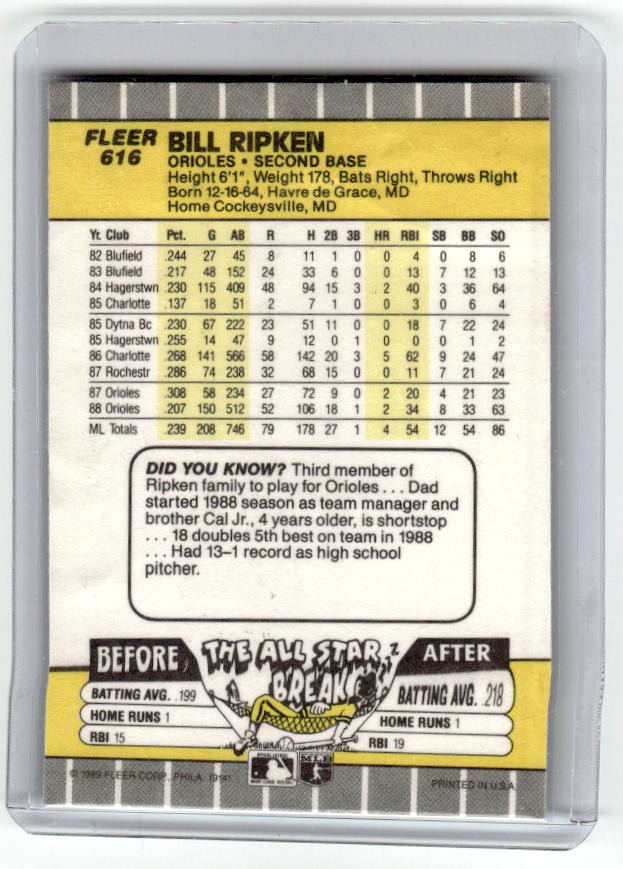 FLEER
616
BILL RIPKEN
ORIOLES • SECOND BASE
Height 6'1", Weight 178, Bats Right, Throws Right
Born 12-16-64, Havre de Grace, MD
Home Cockeysville, MD
Yr. Club Pct. G AB R H 2B 3B HR RBI SB BB SO
82 Blufield .244 27 45 8 11 1 0 0 4 0 8 6
83 Blufield .217 48 152 24 33 6 0 0 13 7 12 13
84 Hagerstwn .230 115 409 48 94 15 3 2 40 3 36 64
85 Charlotte .137 18 51 2 7 1 0 0 3 0 6 4
85 Dytna Bc .230 67 222 23 51 11 0 0 18 7 22 24
85 Hagerstwn .255 14 47 9 12 0 1 0 0 0 1 2
86 Charlotte .268 141 566 58 142 20 3 5 62 9 24 47
87 Rochestr .286 74 238 32 68 15 0 0 11 7 21 24
87 Orioles .308 58 234 27 72 9 0 2 20 4 21 23
88 Orioles .207 150 512 52 106 18 1 2 34 8 33 63
ML Totals .239 208 746 79 178 27 1 4 54 12 54 86
DID YOU KNOW? Third member of
Ripken family to play for Orioles . . . Dad
started 1988 season as team manager and
brother Cal Jr., 4 years older, is shortstop
. . . 18 doubles 5th best on team in 1988
. . . Had 13–1 record as high school
pitcher.
BEFORE
THE ALL STAR
BREAK
Z
AFTER
BATTING AVG. .199
HOME RUNS 1
RBI 15
BATTING AVG. .218
HOME RUNS 1
RBI 19
© 1989 FLEER CORP., PHILA. 19141
PRINTED IN U.S.A.